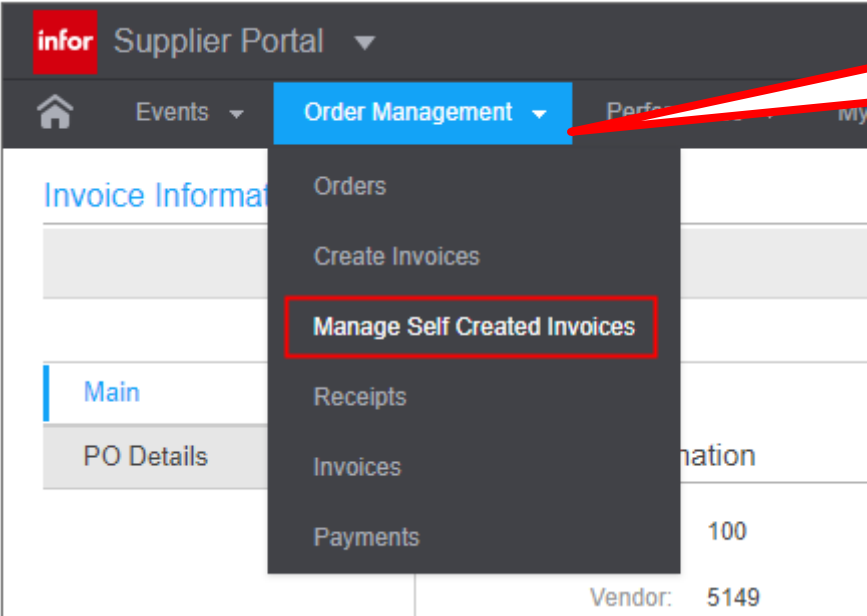 infor Supplier Portal
Events Order Management My
Invoice Informat
Orders
Create Invoices
Manage Self Created Invoices
Main
Receipts
PO Details
nation
Invoices
Payments
100
Vendor: 5149